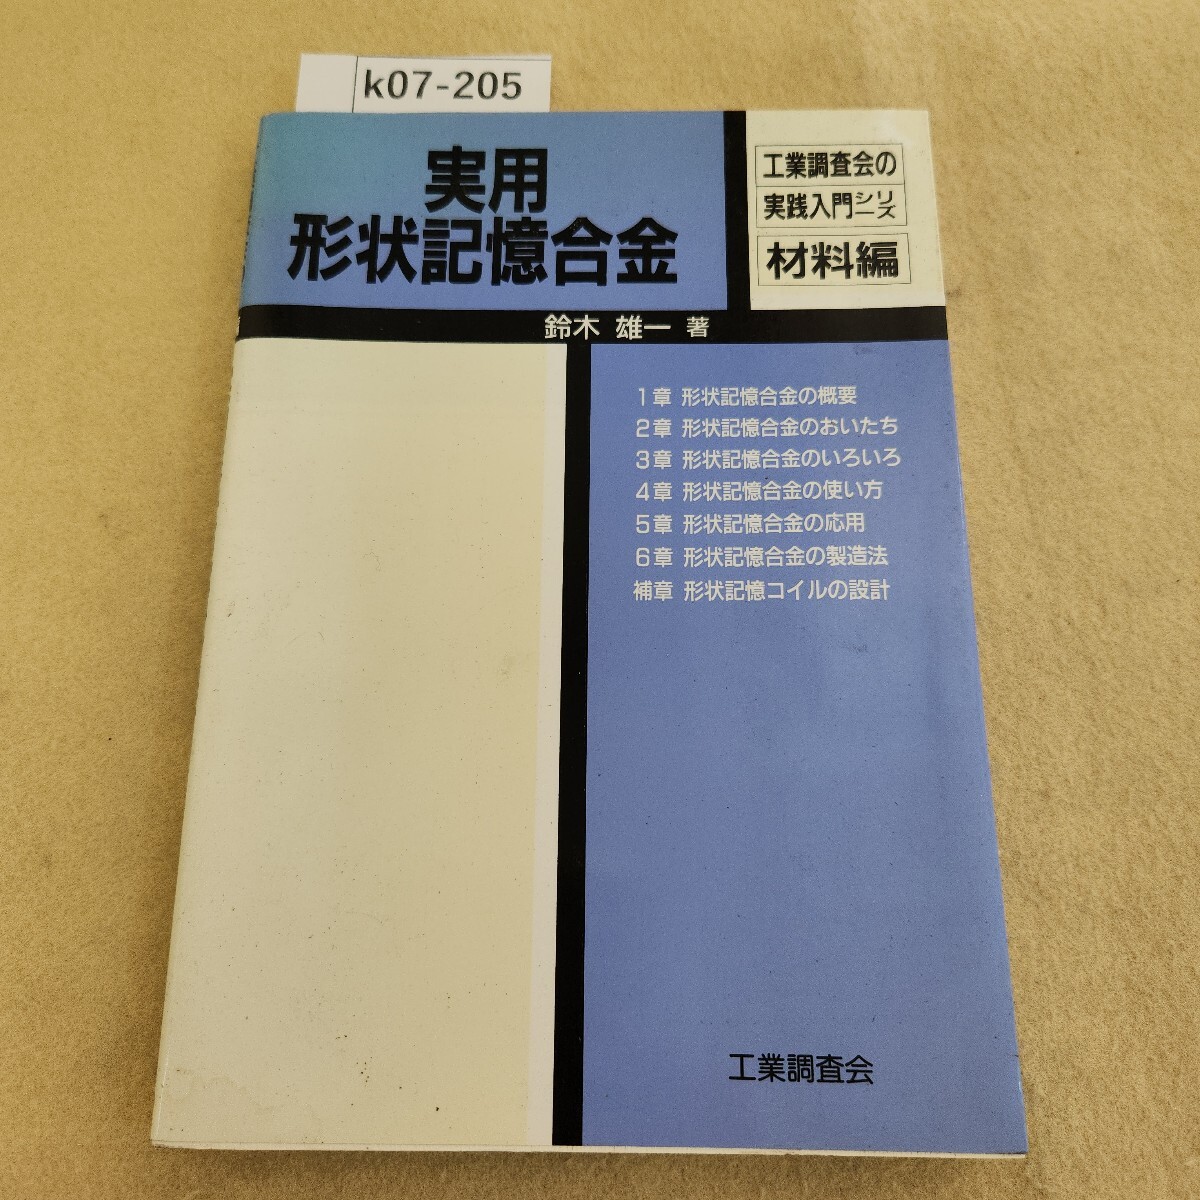 k07-205
実用
形状記憶合金
工業調査会の
実践入門シリーズ
材料編
鈴木 雄一 著
1章 形状記憶合金の概要
2章 形状記憶合金のおいたち
3章 形状記憶合金のいろいろ
4章 形状記憶合金の使い方
5章 形状記憶合金の応用
6章 形状記憶合金の製造法
補章 形状記憶コイルの設計
工業調査会